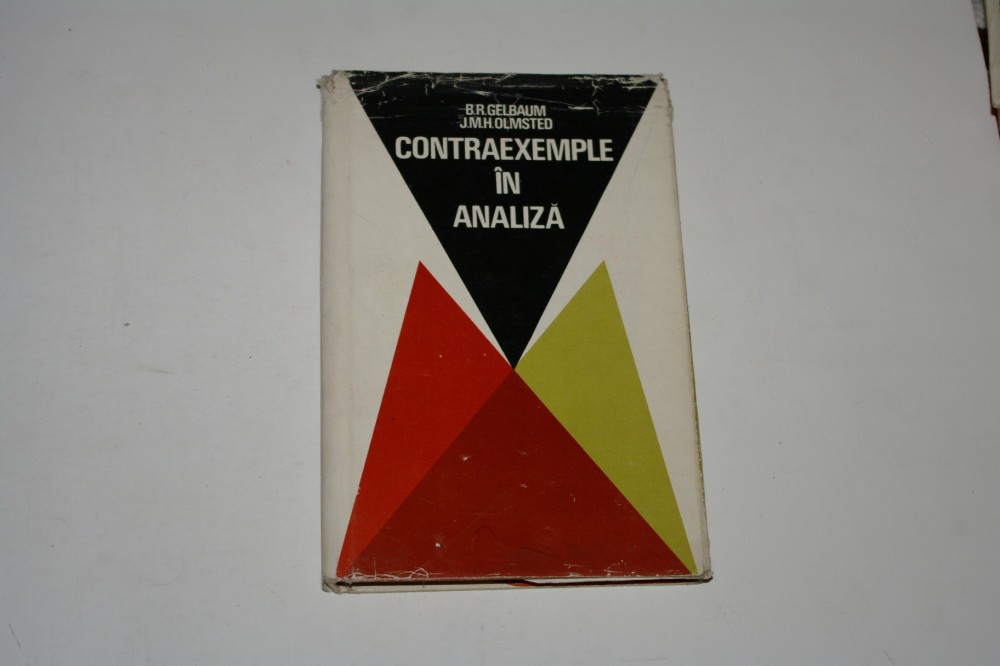 B.R.GELBAUM
J.M.H.OLMSTED
CONTRAEXEMPLE
ÎN
ANALIZĂ